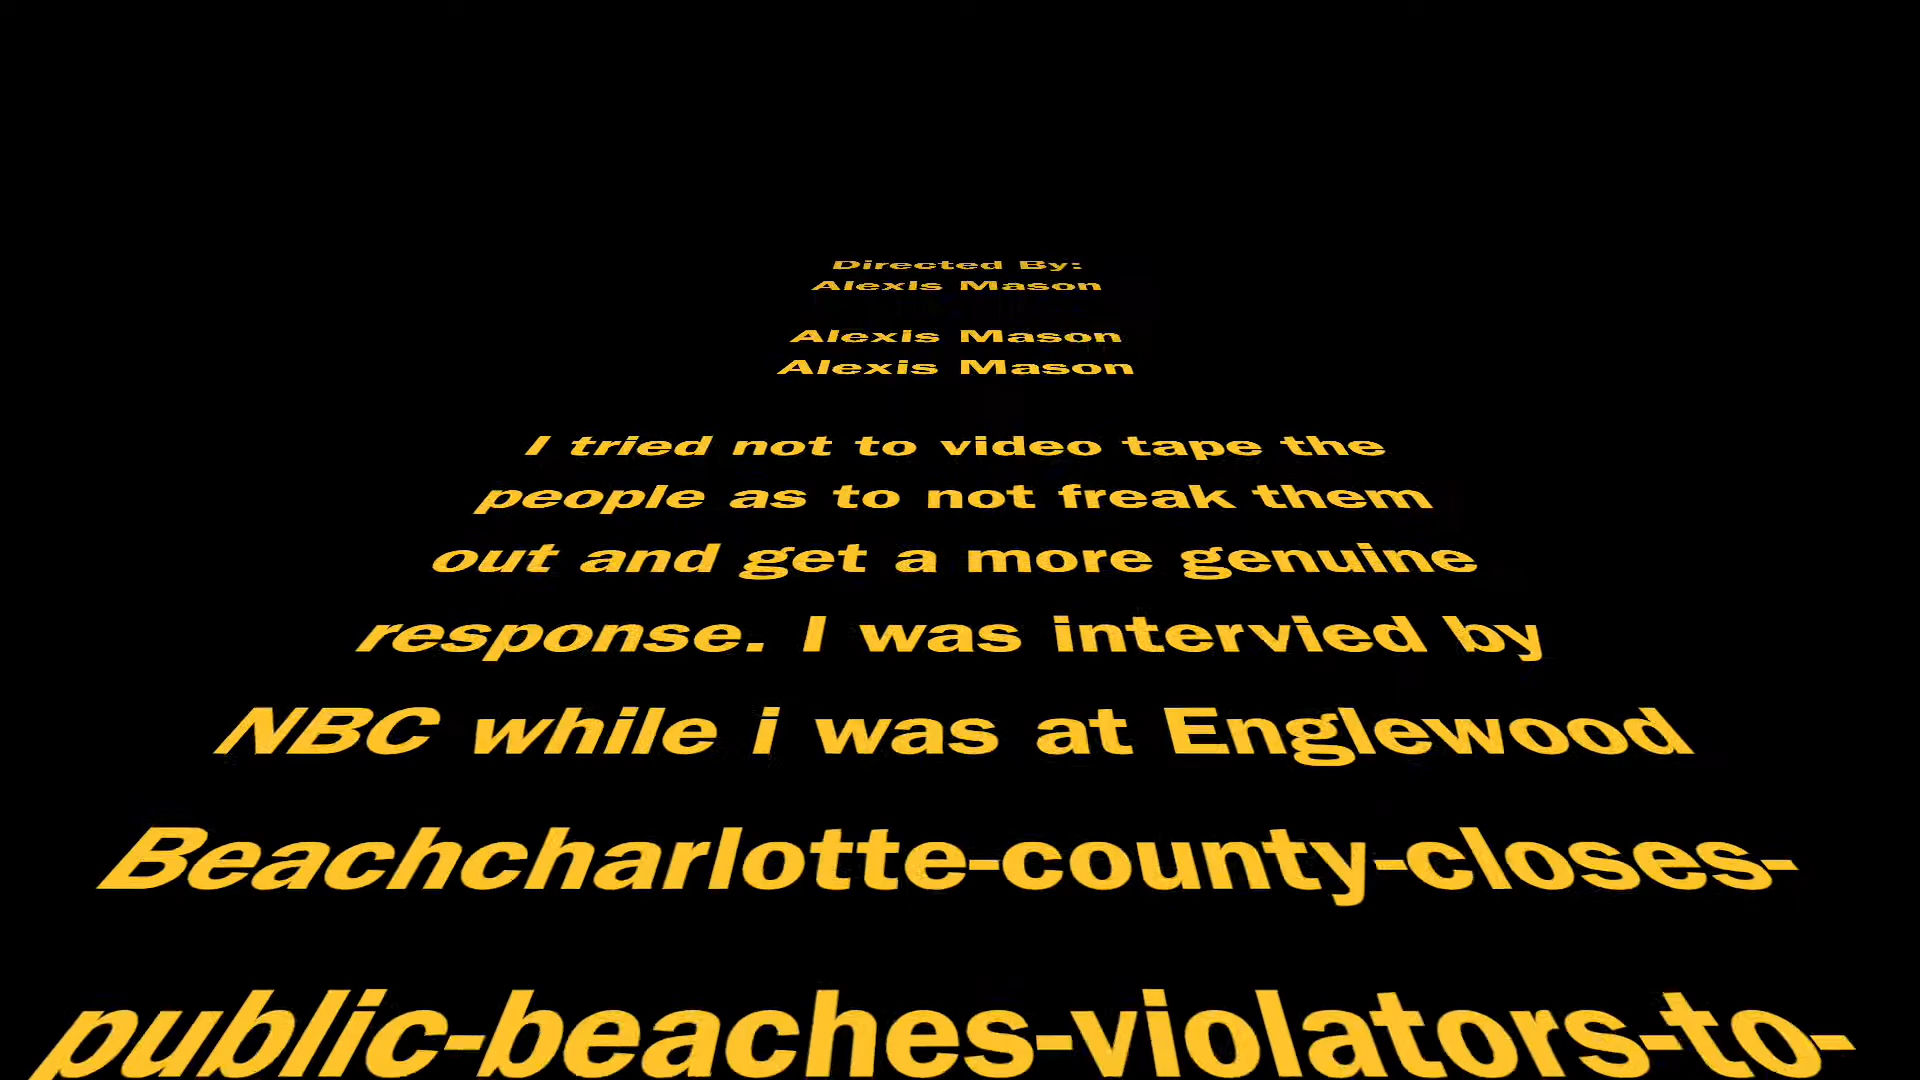 Directed By:
Alexis Mason
Alexis Mason
Alexis Mason
I tried not to video tape the
people as to not freak them
out and get a more genuine
response. I was intervied by
NBC while i was at Englewood
Beachcharlotte-county-closes-
public-beaches-violators-to-